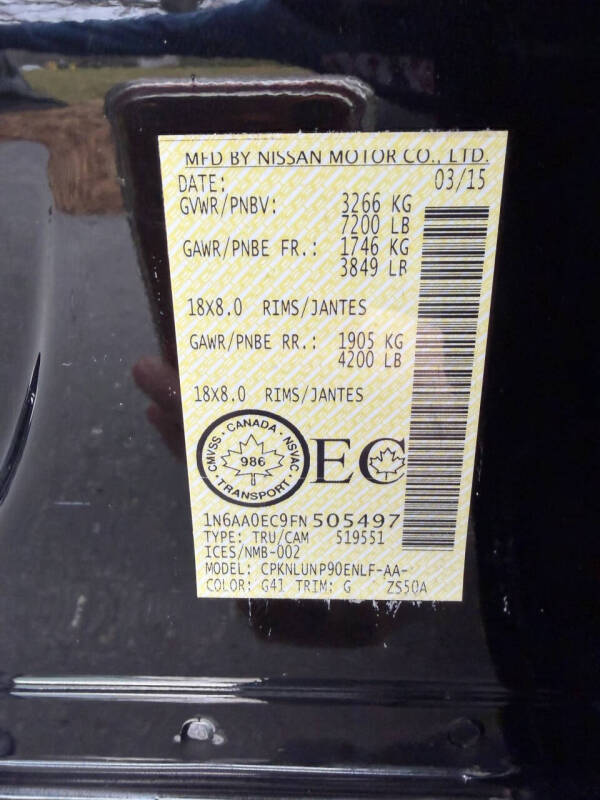 MFD BY NISSAN MOTOR CO., LTD.
DATE: 03/15
GVWR/PNBV: 3266 KG
7200 LB
GAWR/PNBE FR.: 1746 KG
3849 LB
18X8.0 RIMS/JANTES
GAWR/PNBE RR.: 1905 KG
4200 LB
18X8.0 RIMS/JANTES
CMVSS · CANADA · NSVAC
986
TRANSPORT
EC
1N6AA0EC9FN505497
TYPE: TRU/CAM 519551
ICES/NMB-002
MODEL: CPKNLUNP90ENLF-AA-
COLOR: G41 TRIM: G ZS50A